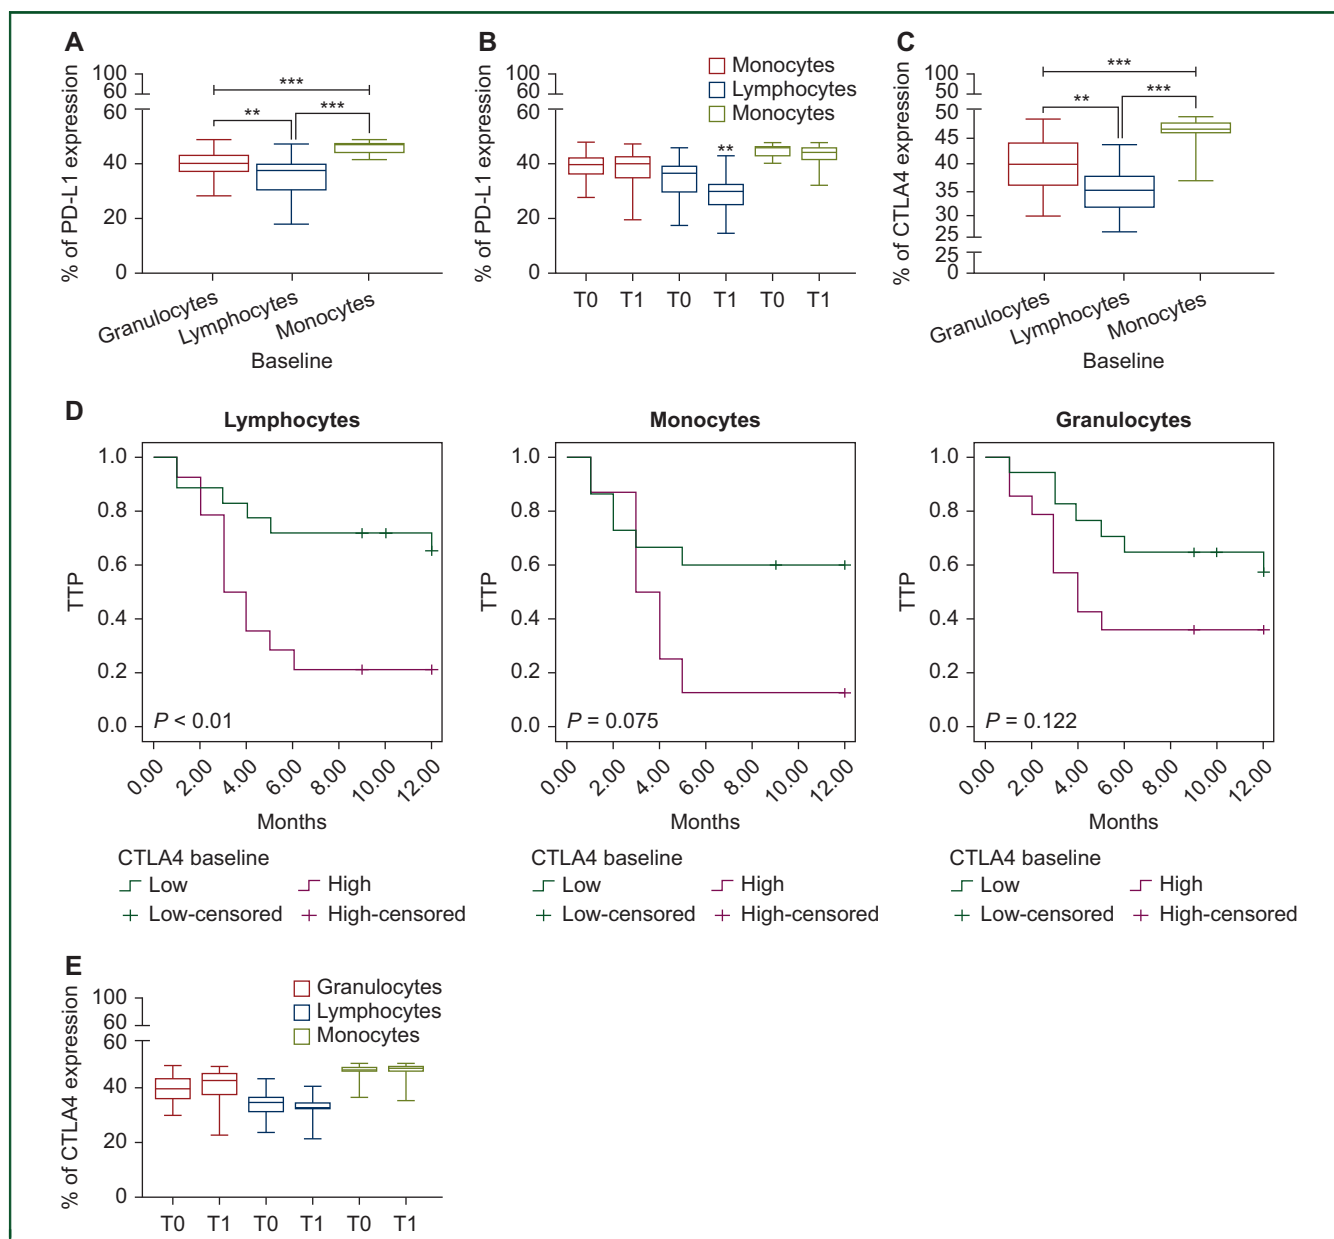 A
% of PD-L1 expression
100
60
60
40
20
0
***
**
***
Granulocytes
Lymphocytes
Monocytes
Baseline
B
% of PD-L1 expression
100
60
60
40
20
0
Monocytes
Lymphocytes
Monocytes
**
T0 T1 T0 T1 T0 T1
C
% of CTLA4 expression
100
50
50
45
40
35
30
25
25
0
***
**
***
Granulocytes
Lymphocytes
Monocytes
Baseline
D
Lymphocytes
TTP
1.0
0.8
0.6
0.4
0.2
0.0
P < 0.01
0.00 2.00 4.00 6.00 8.00 10.00 12.00
Months
CTLA4 baseline
Low High
Low-censored High-censored
Monocytes
TTP
1.0
0.8
0.6
0.4
0.2
0.0
P = 0.075
0.00 2.00 4.00 6.00 8.00 10.00 12.00
Months
CTLA4 baseline
Low High
Low-censored High-censored
Granulocytes
TTP
1.0
0.8
0.6
0.4
0.2
0.0
P = 0.122
0.00 2.00 4.00 6.00 8.00 10.00 12.00
Months
CTLA4 baseline
Low High
Low-censored High-censored
E
% of CTLA4 expression
100
60
60
40
20
0
Granulocytes
Lymphocytes
Monocytes
T0 T1 T0 T1 T0 T1